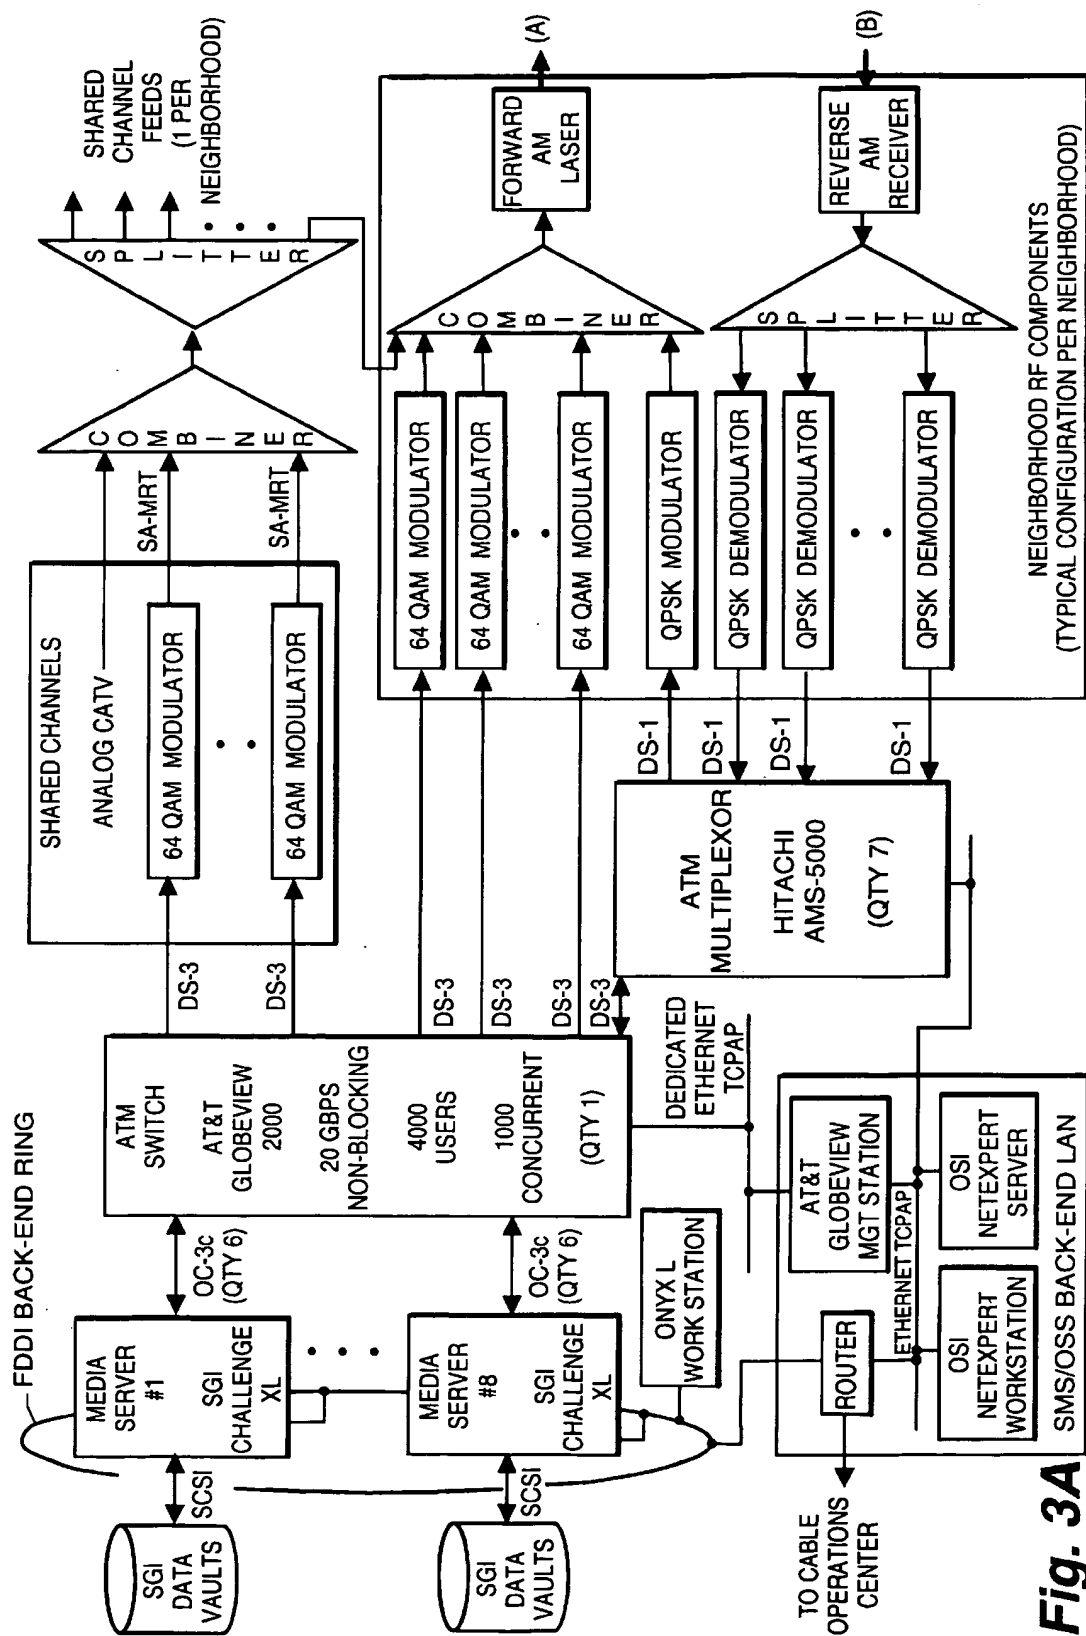 FDDI BACK-END RING
SGI
DATA
VAULTS
SCSI
MEDIA
SERVER
#1
SGI
CHALLENGE
XL
OC-3c
(QTY 6)
SGI
DATA
VAULTS
SCSI
MEDIA
SERVER
#8
SGI
CHALLENGE
XL
OC-3c
(QTY 6)
ATM
SWITCH
AT&T
GLOBEVIEW
2000
20 GBPS
NON-BLOCKING
4000
USERS
1000
CONCURRENT
(QTY 1)
ONYX L
WORK STATION
DS-3
DS-3
DS-3
DS-3
DS-3
DS-3
SHARED CHANNELS
ANALOG CATV
64 QAM MODULATOR
64 QAM MODULATOR
SA-MRT
SA-MRT
COMBINER
SPLITTER
SHARED
CHANNEL
FEEDS
(1 PER
NEIGHBORHOOD)
64 QAM MODULATOR
64 QAM MODULATOR
64 QAM MODULATOR
QPSK MODULATOR
QPSK DEMODULATOR
QPSK DEMODULATOR
QPSK DEMODULATOR
COMBINER
SPLITTER
FORWARD
AM
LASER
(A)
REVERSE
AM
RECEIVER
(B)
NEIGHBORHOOD RF COMPONENTS
(TYPICAL CONFIGURATION PER NEIGHBORHOOD)
DS-1
DS-1
DS-1
DS-1
ATM
MULTIPLEXOR
HITACHI
AMS-5000
(QTY 7)
DEDICATED
ETHERNET
TCPAP
TO CABLE
OPERATIONS
CENTER
ROUTER
AT&T
GLOBEVIEW
MGT STATION
ETHERNET TCPAP
OSI
NETEXPERT
WORKSTATION
OSI
NETEXPERT
SERVER
SMS/OSS BACK-END LAN
Fig. 3A